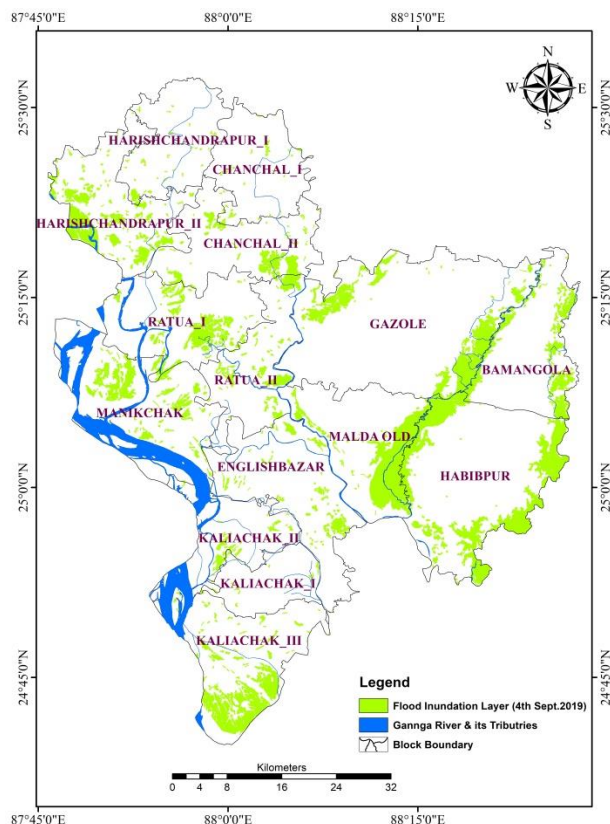 87°45'0"E 88°0'0"E 88°15'0"E
N
W E
S
25°30'0"N 25°30'0"N
HARISHCHANDRAPUR_I
CHANCHAL_I
HARISHCHANDRAPUR_II
CHANCHAL_II
25°15'0"N 25°15'0"N
RATUA_I
GAZOLE
BAMANGOLA
RATUA_II
MANIKCHAK
MALDA OLD
ENGLISHBAZAR
HABIBPUR
25°0'0"N 25°0'0"N
KALIACHAK_II
KALIACHAK_I
KALIACHAK_III
24°45'0"N 24°45'0"N
Legend
Flood Inundation Layer (4th Sept.2019)
Gannga River & its Tributries
Block Boundary
Kilometers
0 4 8 16 24 32
87°45'0"E 88°0'0"E 88°15'0"E